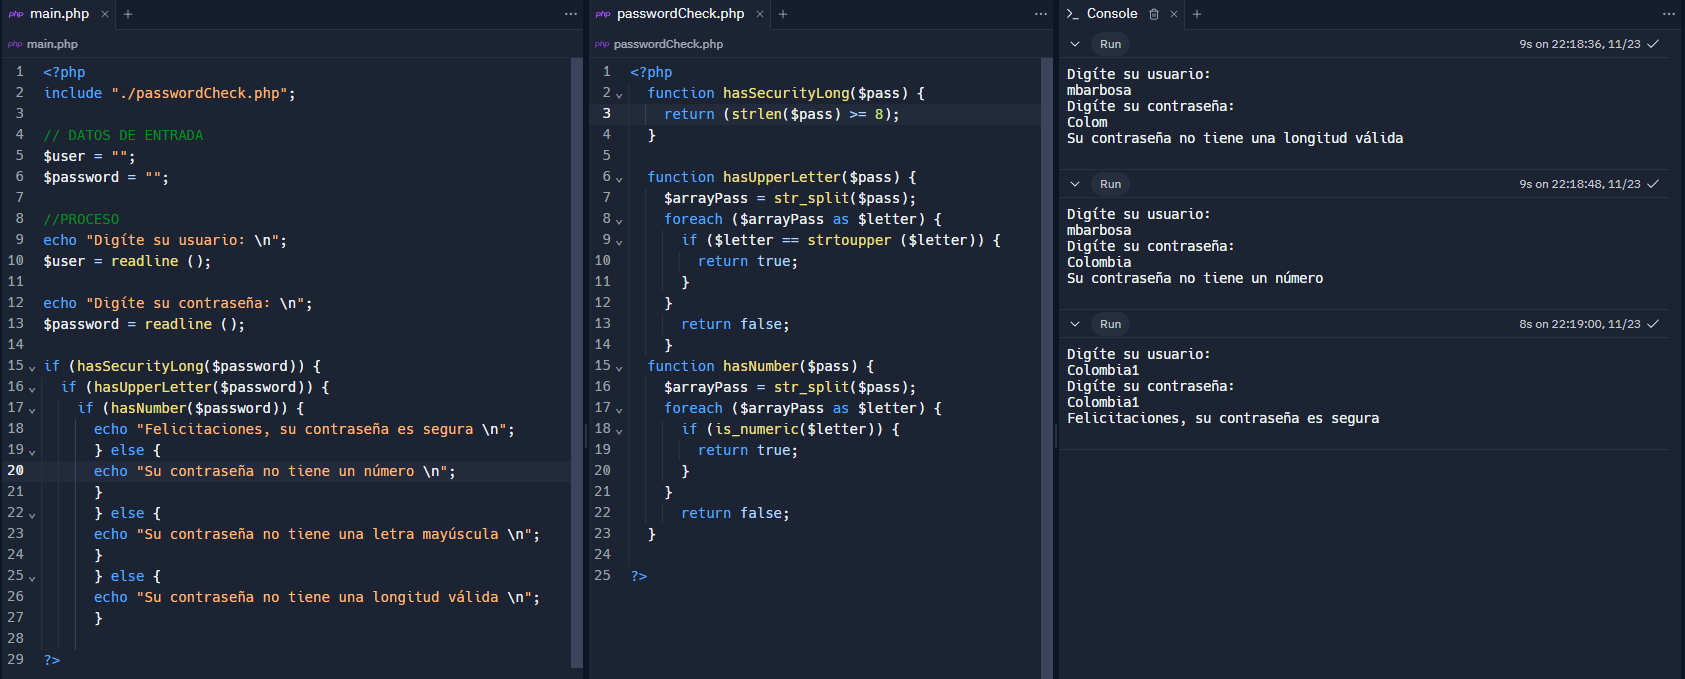 php main.php × +
php main.php
1 <?php
2 include "./passwordCheck.php";
3
4 // DATOS DE ENTRADA
5 $user = "";
6 $password = "";
7
8 //PROCESO
9 echo "Digíte su usuario: \n";
10 $user = readline ();
11
12 echo "Digíte su contraseña: \n";
13 $password = readline ();
14
15 if (hasSecurityLong($password)) {
16 if (hasUpperLetter($password)) {
17 if (hasNumber($password)) {
18 echo "Felicitaciones, su contraseña es segura \n";
19 } else {
20 echo "Su contraseña no tiene un número \n";
21 }
22 } else {
23 echo "Su contraseña no tiene una letra mayúscula \n";
24 }
25 } else {
26 echo "Su contraseña no tiene una longitud válida \n";
27 }
28
29 ?>
php passwordCheck.php × +
php passwordCheck.php
1 <?php
2 function hasSecurityLong($pass) {
3 return (strlen($pass) >= 8);
4 }
5
6 function hasUpperLetter($pass) {
7 $arrayPass = str_split($pass);
8 foreach ($arrayPass as $letter) {
9 if ($letter == strtoupper ($letter)) {
10 return true;
11 }
12 }
13 return false;
14 }
15 function hasNumber($pass) {
16 $arrayPass = str_split($pass);
17 foreach ($arrayPass as $letter) {
18 if (is_numeric($letter)) {
19 return true;
20 }
21 }
22 return false;
23 }
24
25 ?>
Console × +
Run 9s on 22:18:36, 11/23
Digíte su usuario:
mbarbosa
Digíte su contraseña:
Colom
Su contraseña no tiene una longitud válida
Run 9s on 22:18:48, 11/23
Digíte su usuario:
mbarbosa
Digíte su contraseña:
Colombia
Su contraseña no tiene un número
Run 8s on 22:19:00, 11/23
Digíte su usuario:
Colombia1
Digíte su contraseña:
Colombia1
Felicitaciones, su contraseña es segura